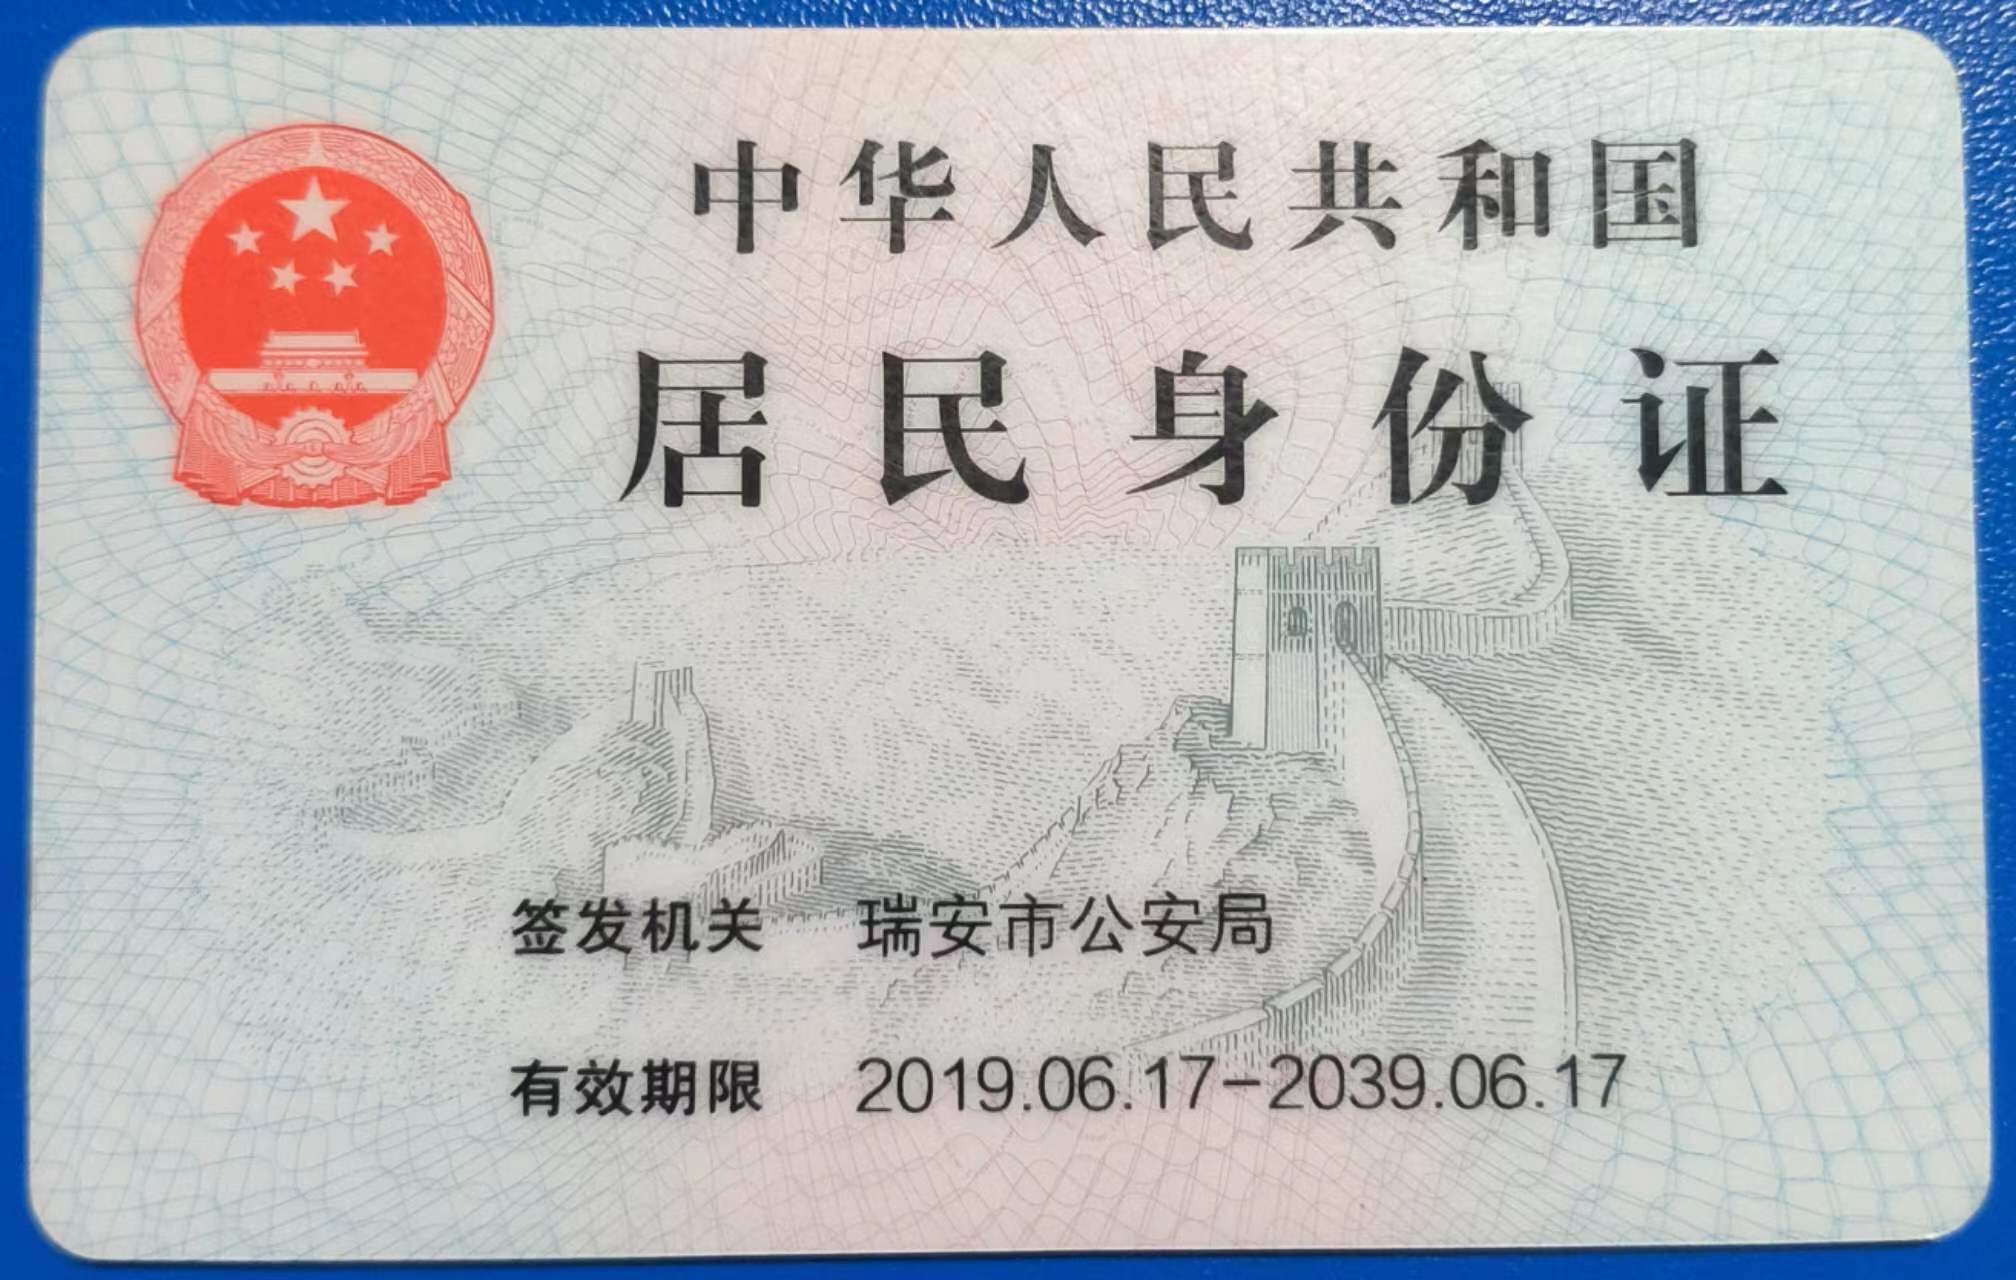 中华人民共和国
居民身份证
签发机关 瑞安市公安局
有效期限 2019.06.17-2039.06.17